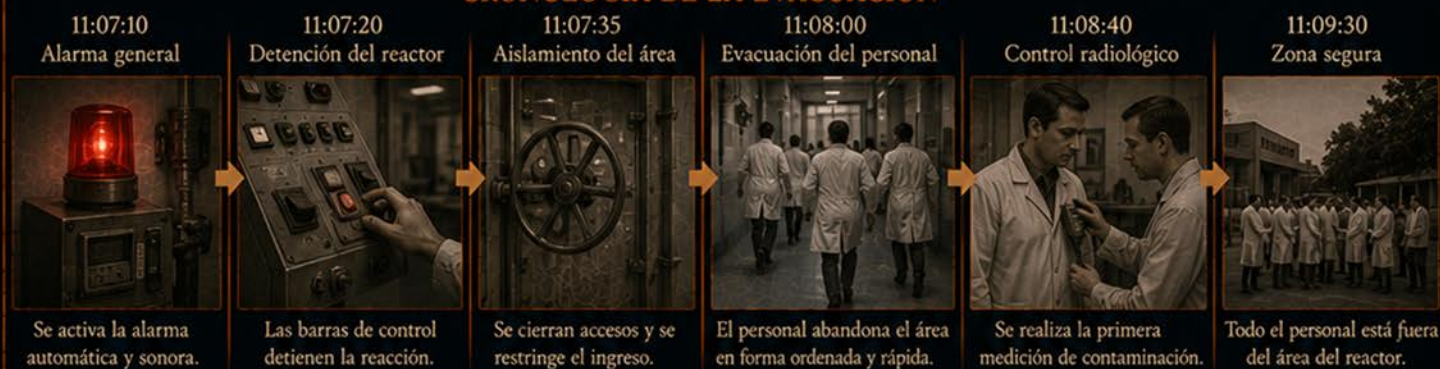 CRONOLOGÍA DE LA EVACUACIÓN
11:07:10
Alarma general
Se activa la alarma
automática y sonora.
11:07:20
Detención del reactor
Las barras de control
detienen la reacción.
11:07:35
Aislamiento del área
Se cierran accesos y se
restringe el ingreso.
11:08:00
Evacuación del personal
El personal abandona el área
en forma ordenada y rápida.
11:08:40
Control radiológico
Se realiza la primera
medición de contaminación.
11:09:30
Zona segura
Todo el personal está fuera
del área del reactor.